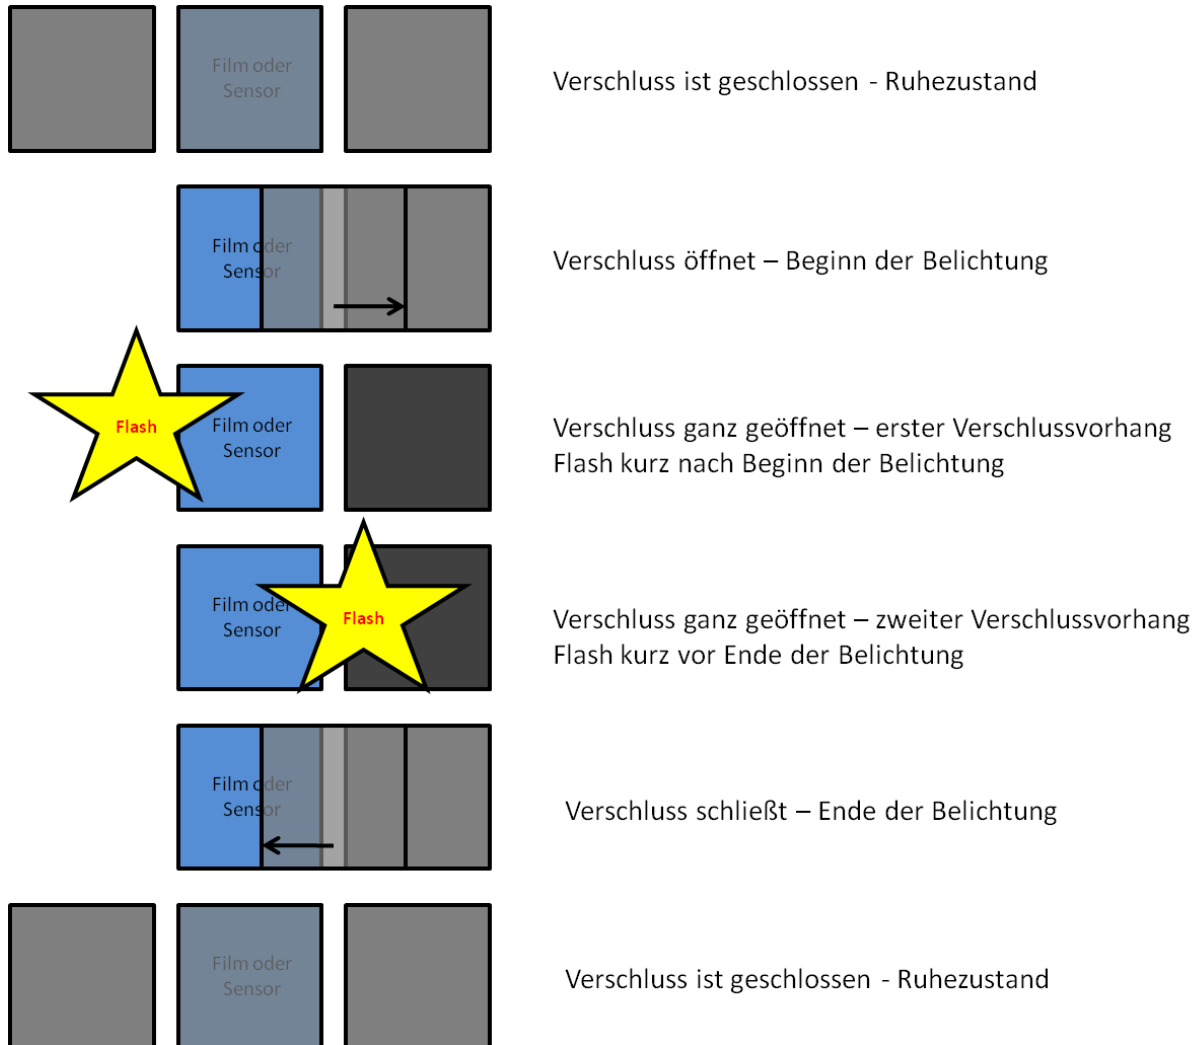 Film oder
Sensor
Verschluss ist geschlossen - Ruhezustand
Film oder
Sensor
Verschluss öffnet – Beginn der Belichtung
Flash
Film oder
Sensor
Verschluss ganz geöffnet – erster Verschlussvorhang
Flash kurz nach Beginn der Belichtung
Film oder
Sensor
Flash
Verschluss ganz geöffnet – zweiter Verschlussvorhang
Flash kurz vor Ende der Belichtung
Film oder
Sensor
Verschluss schließt – Ende der Belichtung
Film oder
Sensor
Verschluss ist geschlossen - Ruhezustand